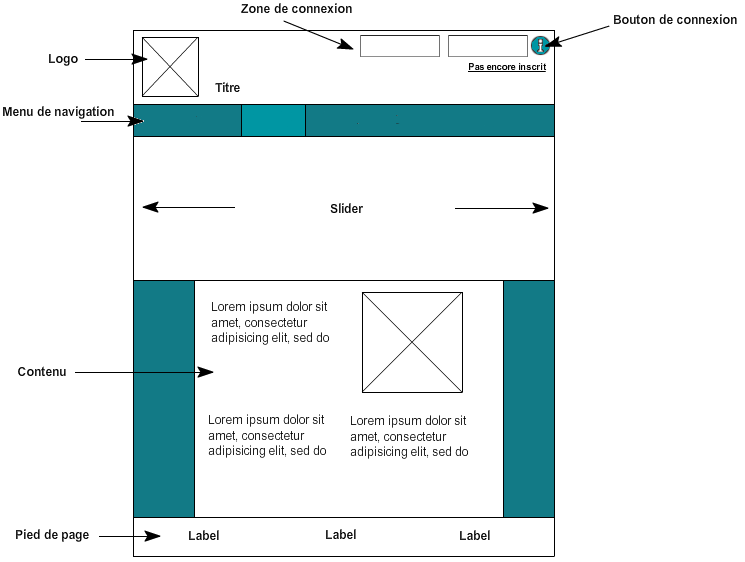 Zone de connexion
Bouton de connexion
Logo
Pas encore inscrit
Titre
Menu de navigation
Slider
Lorem ipsum dolor sit
amet, consectetur
adipisicing elit, sed do
Contenu
Lorem ipsum dolor sit
amet, consectetur
adipisicing elit, sed do
Lorem ipsum dolor sit
amet, consectetur
adipisicing elit, sed do
Pied de page
Label
Label
Label